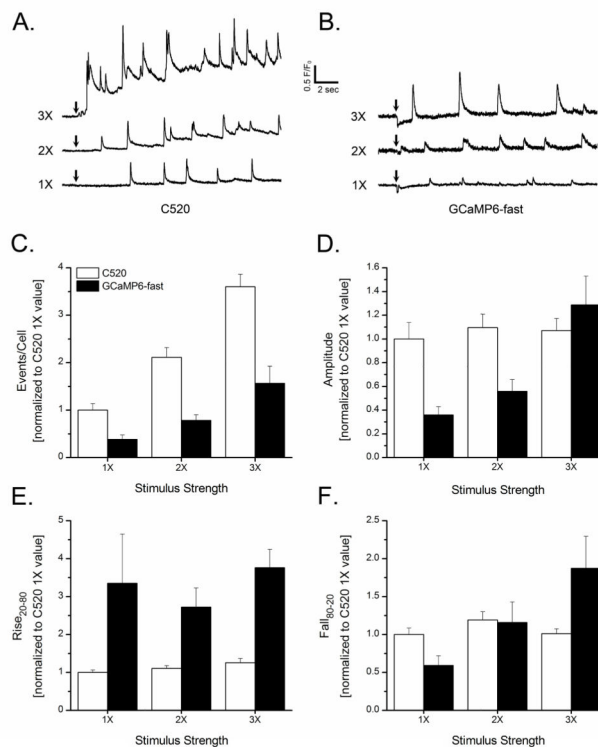 A.
3X
2X
1X
C520
B.
0.5 F/F₀
2 sec
3X
2X
1X
GCaMP6-fast
C.
C520
GCaMP6-fast
Events/Cell
[normalized to C520 1X value]
4
3
2
1
0
1X 2X 3X
Stimulus Strength
D.
Amplitude
[normalized to C520 1X value]
1.6
1.4
1.2
1.0
0.8
0.6
0.4
0.2
0.0
1X 2X 3X
Stimulus Strength
E.
Rise20-80
[normalized to C520 1X value]
5
4
3
2
1
0
1X 2X 3X
Stimulus Strength
F.
Fall80-20
[normalized to C520 1X value]
2.5
2.0
1.5
1.0
0.5
0.0
1X 2X 3X
Stimulus Strength